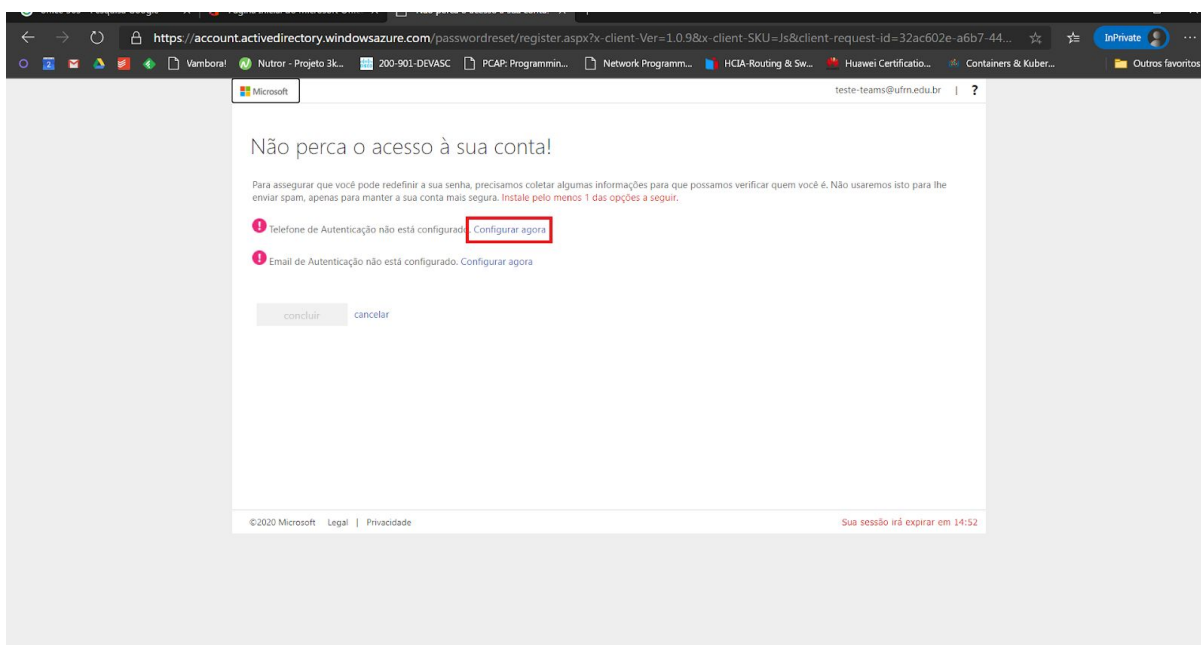 https://account.activedirectory.windowsazure.com/passwordreset/register.aspx?x-client-Ver=1.0.9&x-client-SKU=Js&client-request-id=32ac602e-a6b7-44...
InPrivate
Vambora! Nutror - Projeto 3k... 200-901-DEVASC PCAP: Programmin... Network Programm... HCIA-Routing & Sw... Huawei Certificatio... Containers & Kuber... Outros favoritos
Microsoft teste-teams@ufrn.edu.br | ?
Não perca o acesso à sua conta!
Para assegurar que você pode redefinir a sua senha, precisamos coletar algumas informações para que possamos verificar quem você é. Não usaremos isto para lhe
enviar spam, apenas para manter a sua conta mais segura. Instale pelo menos 1 das opções a seguir.
Telefone de Autenticação não está configurado. Configurar agora
Email de Autenticação não está configurado. Configurar agora
concluir cancelar
©2020 Microsoft Legal | Privacidade Sua sessão irá expirar em 14:52